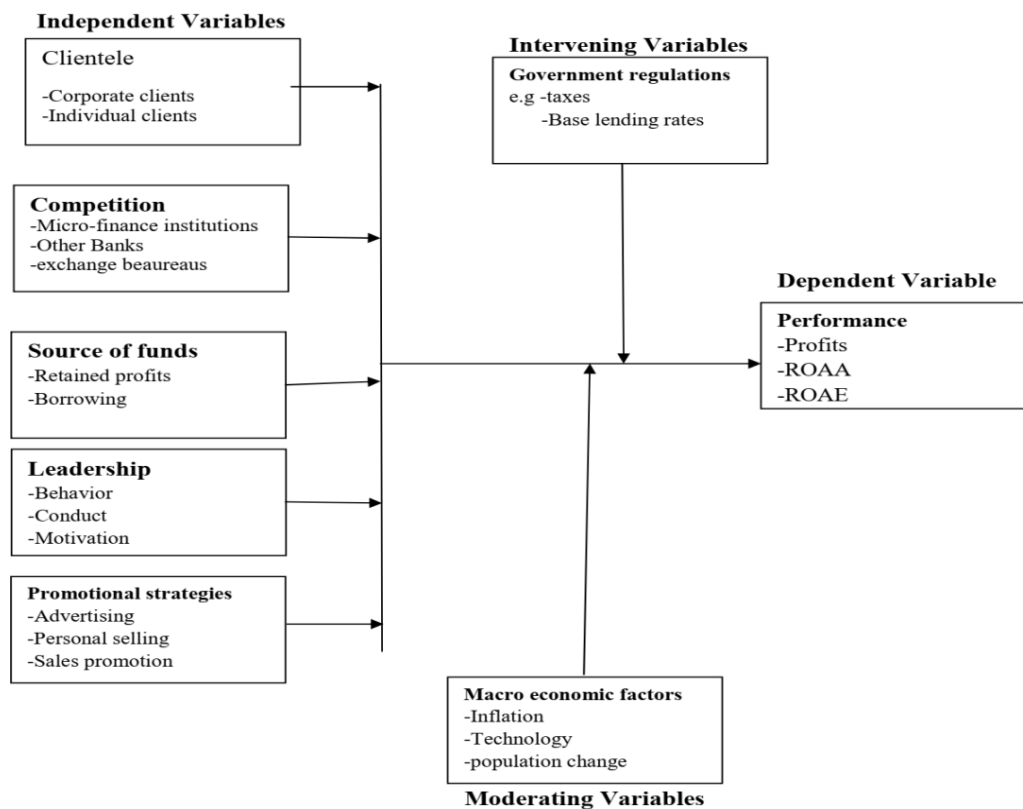 Independent Variables
Clientele
-Corporate clients
-Individual clients
Competition
-Micro-finance institutions
-Other Banks
-exchange beaureaus
Source of funds
-Retained profits
-Borrowing
Leadership
-Behavior
-Conduct
-Motivation
Promotional strategies
-Advertising
-Personal selling
-Sales promotion
Intervening Variables
Government regulations
e.g -taxes
-Base lending rates
Dependent Variable
Performance
-Profits
-ROAA
-ROAE
Macro economic factors
-Inflation
-Technology
-population change
Moderating Variables